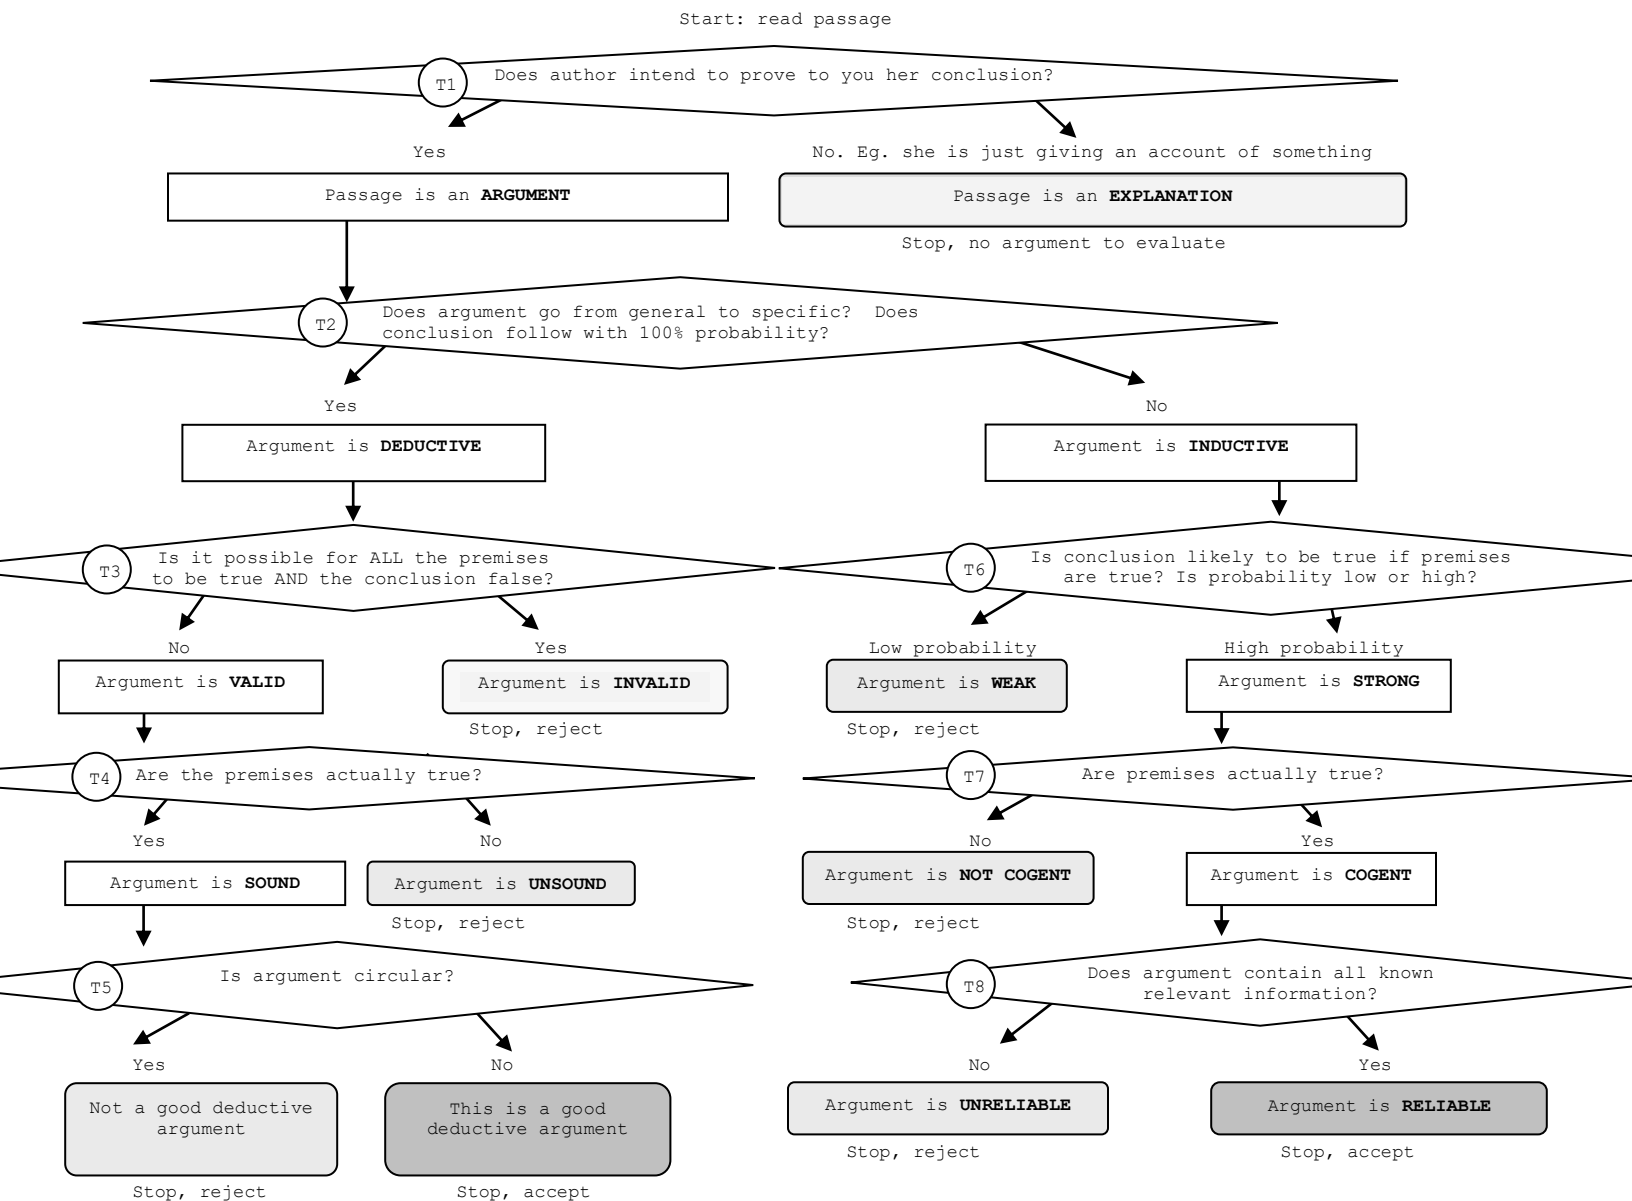 Start: read passage
T1
Does author intend to prove to you her conclusion?
Yes
No. Eg. she is just giving an account of something
Passage is an ARGUMENT
Passage is an EXPLANATION
Stop, no argument to evaluate
T2
Does argument go from general to specific? Does
conclusion follow with 100% probability?
Yes
No
Argument is DEDUCTIVE
Argument is INDUCTIVE
T3
Is it possible for ALL the premises
to be true AND the conclusion false?
T6
Is conclusion likely to be true if premises
are true? Is probability low or high?
No
Yes
Low probability
High probability
Argument is VALID
Argument is INVALID
Argument is WEAK
Argument is STRONG
Stop, reject
Stop, reject
T4
Are the premises actually true?
T7
Are premises actually true?
Yes
No
No
Yes
Argument is SOUND
Argument is UNSOUND
Argument is NOT COGENT
Argument is COGENT
Stop, reject
Stop, reject
T5
Is argument circular?
T8
Does argument contain all known
relevant information?
Yes
No
No
Yes
Not a good deductive
argument
This is a good
deductive argument
Argument is UNRELIABLE
Argument is RELIABLE
Stop, reject
Stop, accept
Stop, reject
Stop, accept